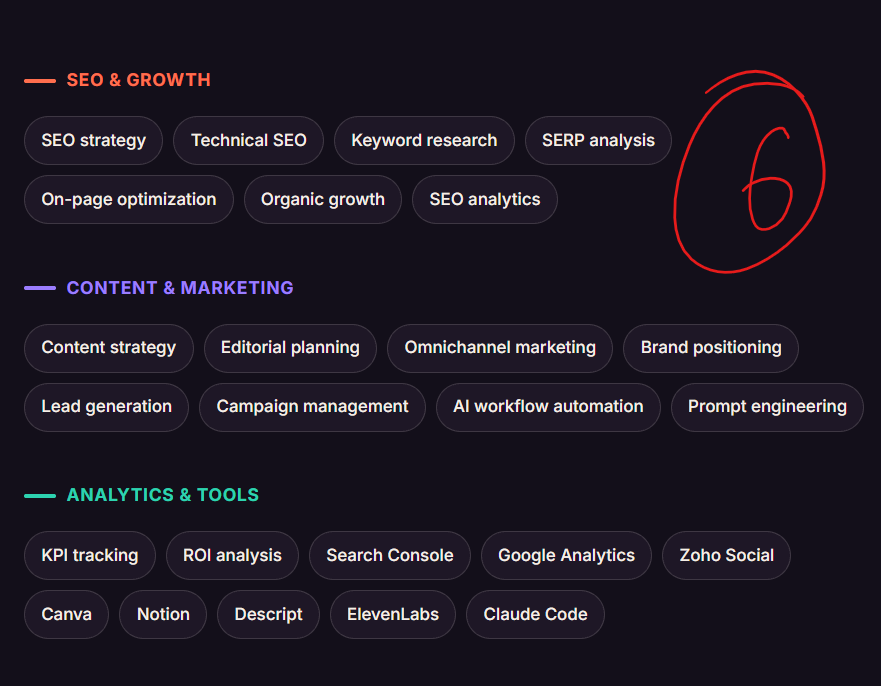 SEO & GROWTH
SEO strategy Technical SEO Keyword research SERP analysis
On-page optimization Organic growth SEO analytics
6
CONTENT & MARKETING
Content strategy Editorial planning Omnichannel marketing Brand positioning
Lead generation Campaign management AI workflow automation Prompt engineering
ANALYTICS & TOOLS
KPI tracking ROI analysis Search Console Google Analytics Zoho Social
Canva Notion Descript ElevenLabs Claude Code